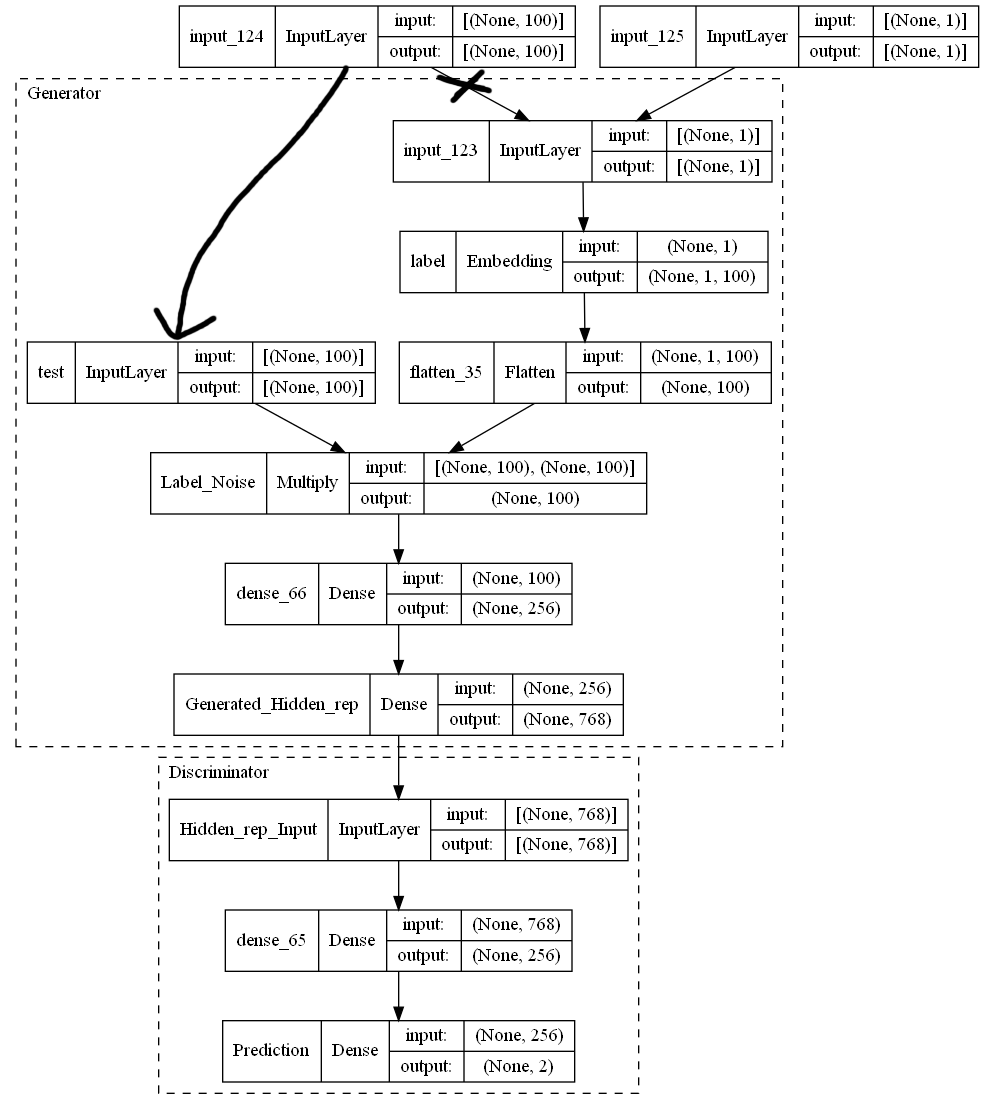 input_124 InputLayer input: [(None, 100)]
output: [(None, 100)]
input_125 InputLayer input: [(None, 1)]
output: [(None, 1)]
Generator
input_123 InputLayer input: [(None, 1)]
output: [(None, 1)]
label Embedding input: (None, 1)
output: (None, 1, 100)
test InputLayer input: [(None, 100)]
output: [(None, 100)]
flatten_35 Flatten input: (None, 1, 100)
output: (None, 100)
Label_Noise Multiply input: [(None, 100), (None, 100)]
output: (None, 100)
dense_66 Dense input: (None, 100)
output: (None, 256)
Generated_Hidden_rep Dense input: (None, 256)
output: (None, 768)
Discriminator
Hidden_rep_Input InputLayer input: [(None, 768)]
output: [(None, 768)]
dense_65 Dense input: (None, 768)
output: (None, 256)
Prediction Dense input: (None, 256)
output: (None, 2)